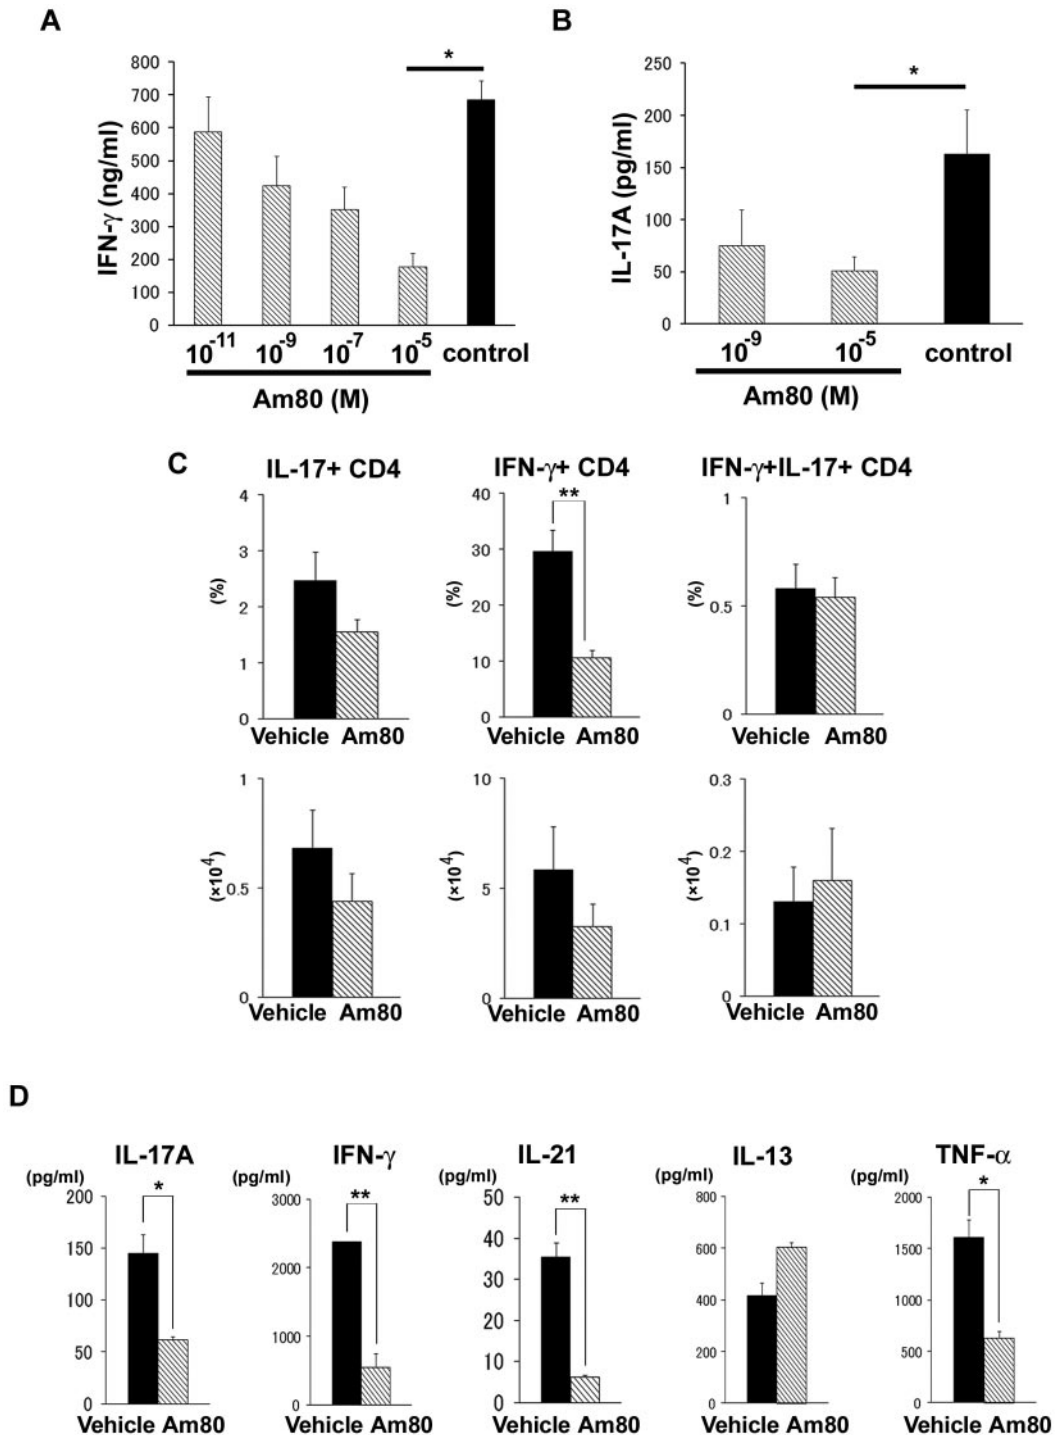 A
B
*
*
800
700
600
500
400
300
200
100
0
IFN-γ (ng/ml)
250
200
150
100
50
0
IL-17A (pg/ml)
10-11 10-9 10-7 10-5 control
Am80 (M)
10-9 10-5 control
Am80 (M)
C
IL-17+ CD4
IFN-γ+ CD4
IFN-γ+IL-17+ CD4
4
3
2
1
0
(%)
40
30
20
10
0
(%)
**
1
0.5
0
(%)
Vehicle Am80
Vehicle Am80
Vehicle Am80
1
0.5
0
(×104)
10
5
0
(×104)
0.3
0.2
0.1
0
(×104)
Vehicle Am80
Vehicle Am80
Vehicle Am80
D
IL-17A
(pg/ml)
200
150
100
50
0
*
Vehicle Am80
IFN-γ
(pg/ml)
3000
2000
1000
0
**
Vehicle Am80
IL-21
(pg/ml)
50
40
30
20
10
0
**
Vehicle Am80
IL-13
(pg/ml)
800
600
400
200
0
Vehicle Am80
TNF-α
(pg/ml)
2000
1500
1000
500
0
*
Vehicle Am80